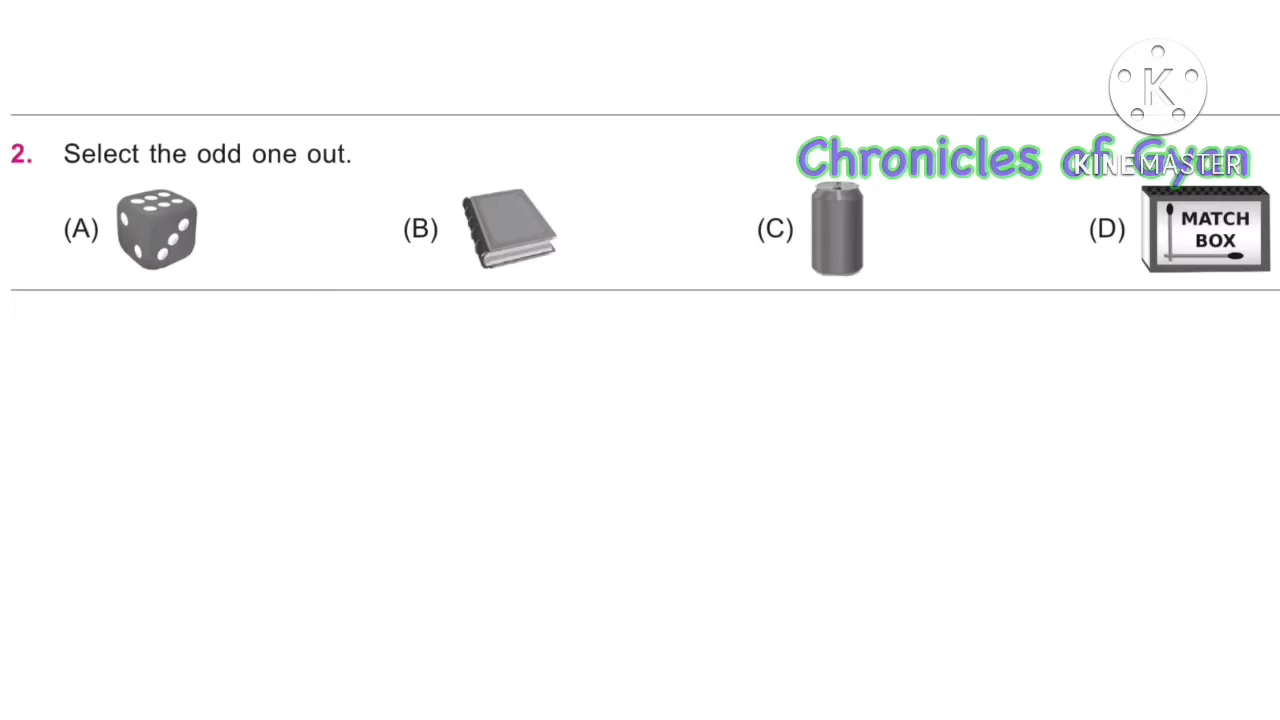 K
2. Select the odd one out.
Chronicles of Gyan
KINEMASTER
(A)
(B)
(C)
(D)
MATCH
BOX